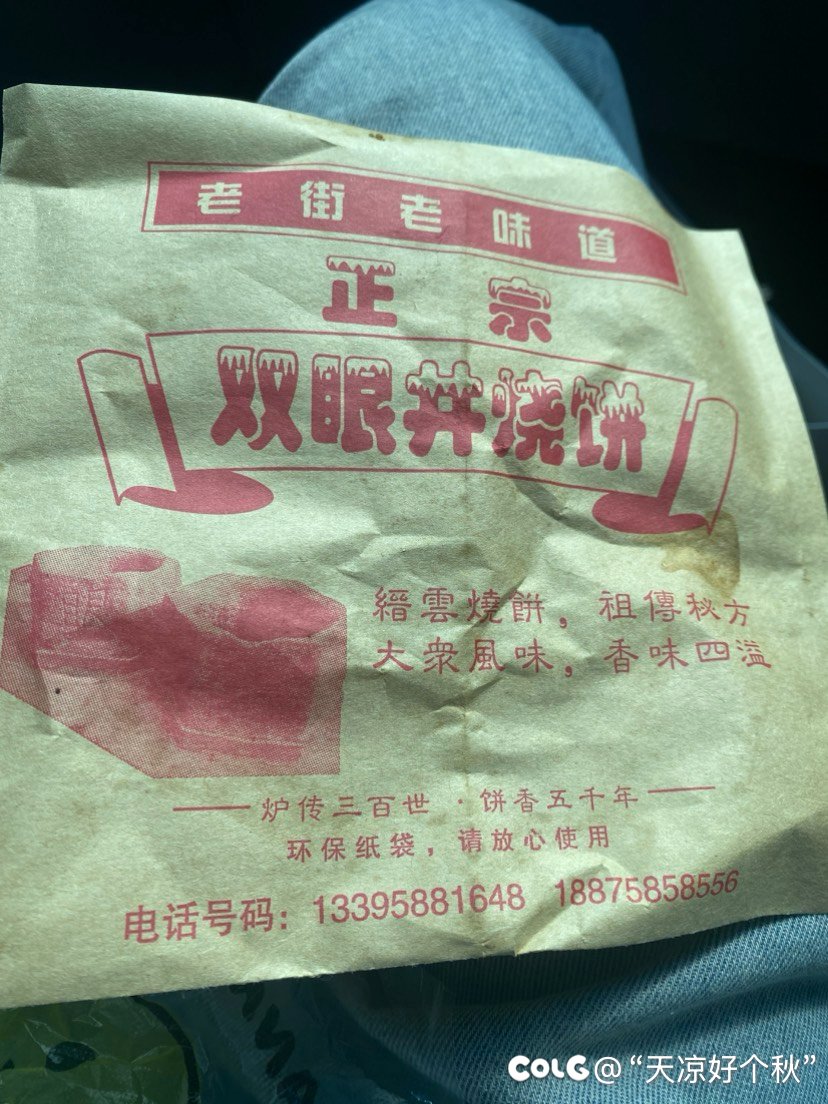 老街老味道
正宗
双眼井烧饼
縉雲燒餅，祖傳秘方
大衆風味，香味四溢
炉传三百世·饼香五千年
环保纸袋，请放心使用
电话号码：13395881648 18875858556
COLG@“天凉好个秋”